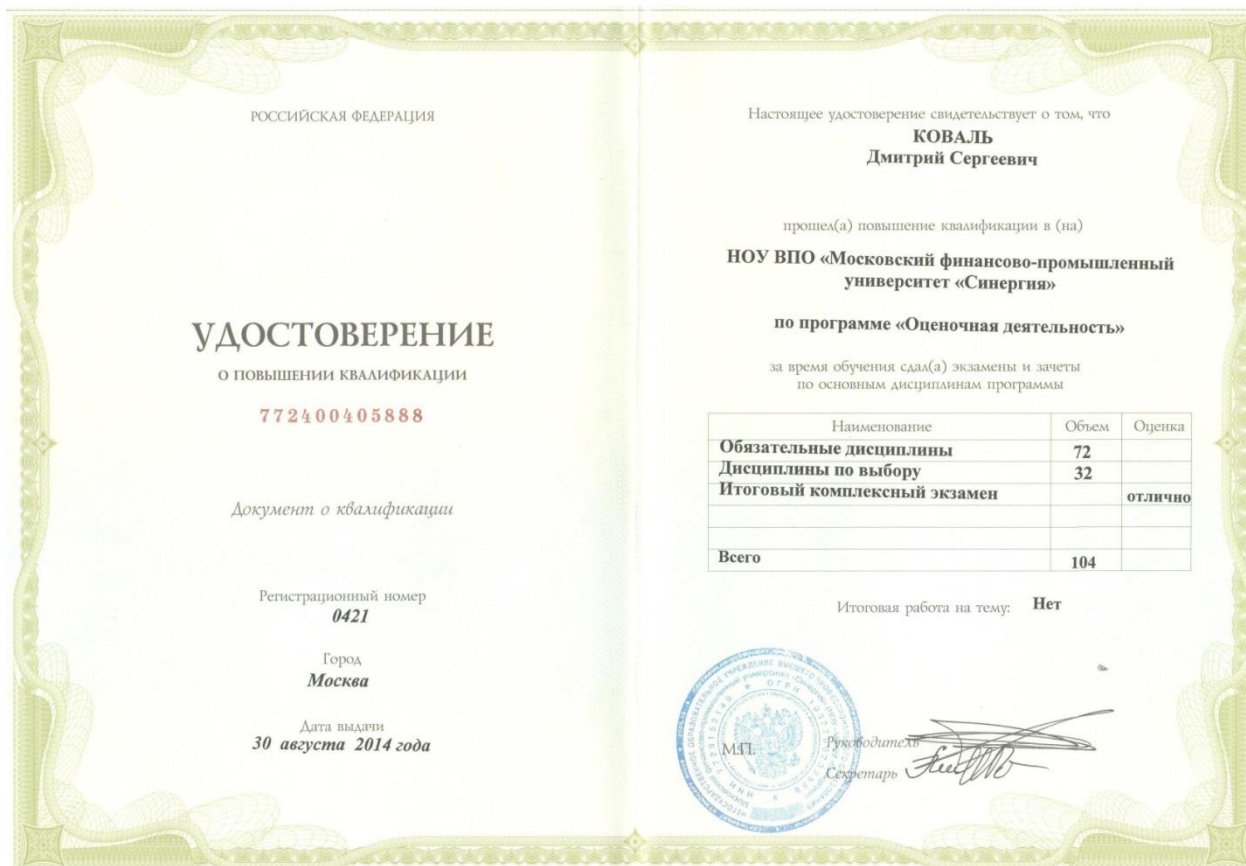 РОССИЙСКАЯ ФЕДЕРАЦИЯ
УДОСТОВЕРЕНИЕ
О ПОВЫШЕНИИ КВАЛИФИКАЦИИ
772400405888
Документ о квалификации
Регистрационный номер
0421
Город
Москва
Дата выдачи
30 августа 2014 года
Настоящее удостоверение свидетельствует о том, что
КОВАЛЬ
Дмитрий Сергеевич
прошел(а) повышение квалификации в (на)
НОУ ВПО «Московский финансово-промышленный
университет «Синергия»
по программе «Оценочная деятельность»
за время обучения сдал(а) экзамены и зачеты
по основным дисциплинам программы
Наименование Объем Оценка
Обязательные дисциплины 72
Дисциплины по выбору 32
Итоговый комплексный экзамен отлично
Всего 104
Итоговая работа на тему: Нет
М.П.
Руководитель
Секретарь